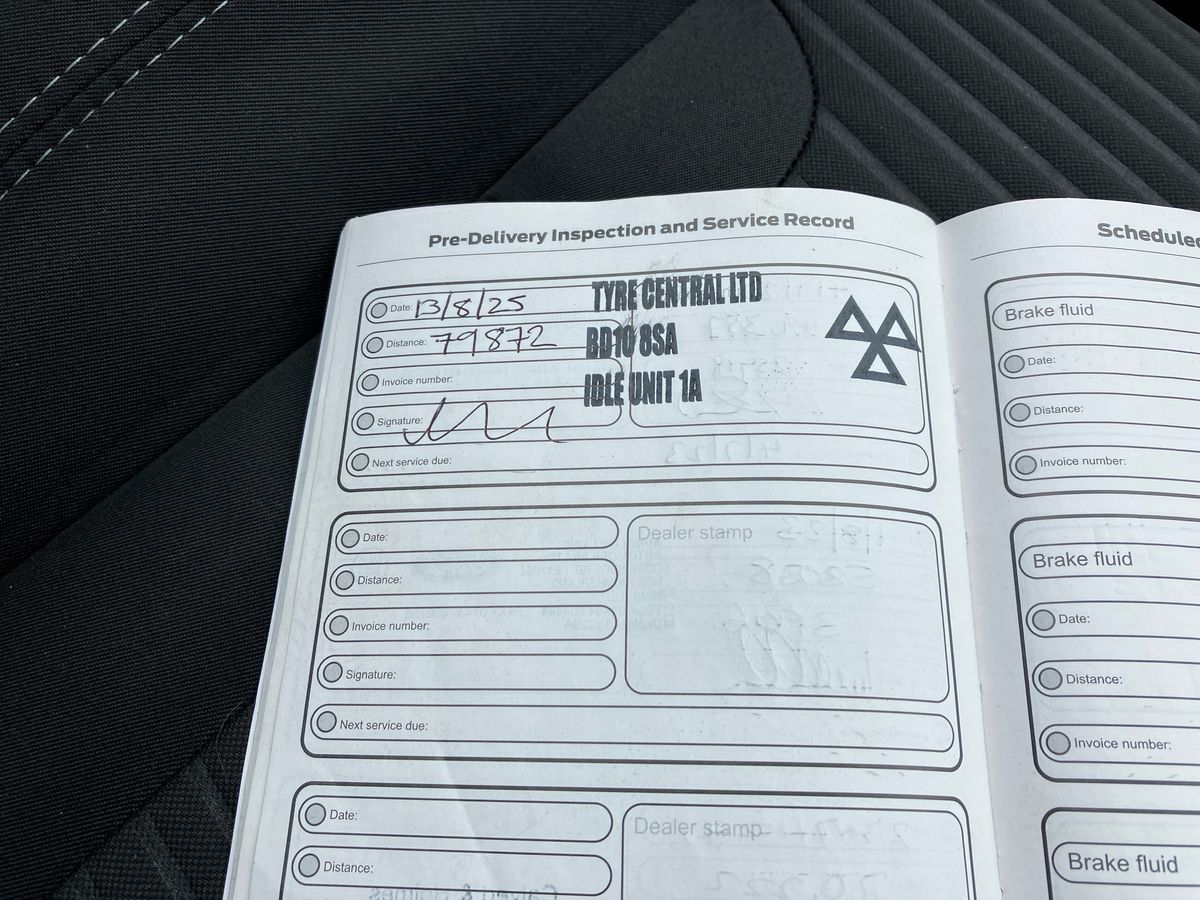 Pre-Delivery Inspection and Service Record
Date: 13/8/25
Distance: 79872
Invoice number:
Signature:
Next service due:
TYRE CENTRAL LTD
BD10 8SA
IDLE UNIT 1A
Date:
Distance:
Invoice number:
Signature:
Next service due:
Dealer stamp
Date:
Distance:
Dealer stamp
Scheduled
Brake fluid
Date:
Distance:
Invoice number:
Brake fluid
Date:
Distance:
Invoice number:
Brake fluid